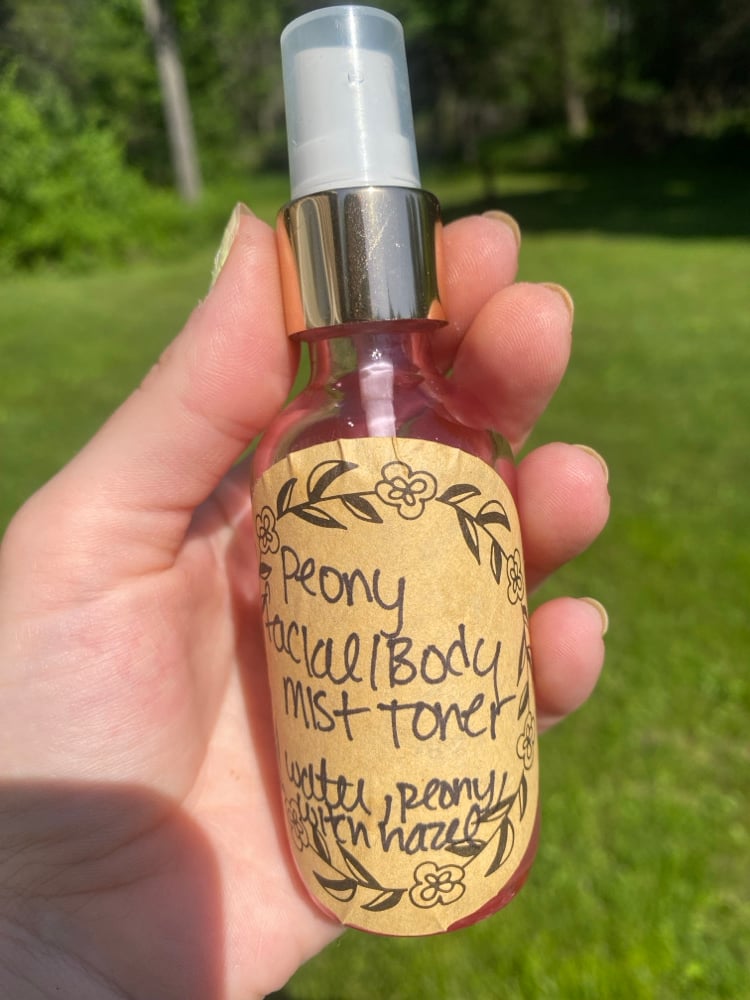 Peony
facial/Body
mist toner
water, peony,
witch hazel